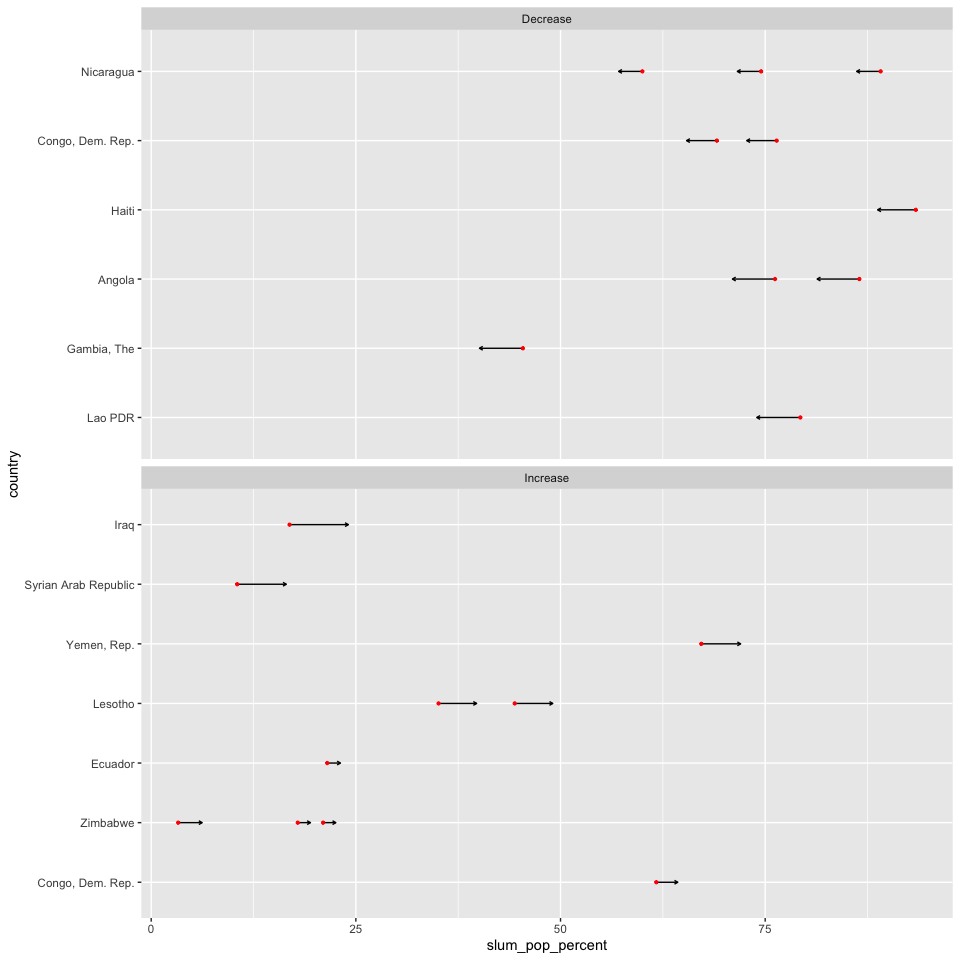 Decrease
Nicaragua
Congo, Dem. Rep.
Haiti
Angola
Gambia, The
Lao PDR
country
Increase
Iraq
Syrian Arab Republic
Yemen, Rep.
Lesotho
Ecuador
Zimbabwe
Congo, Dem. Rep.
0 25 50 75
slum_pop_percent